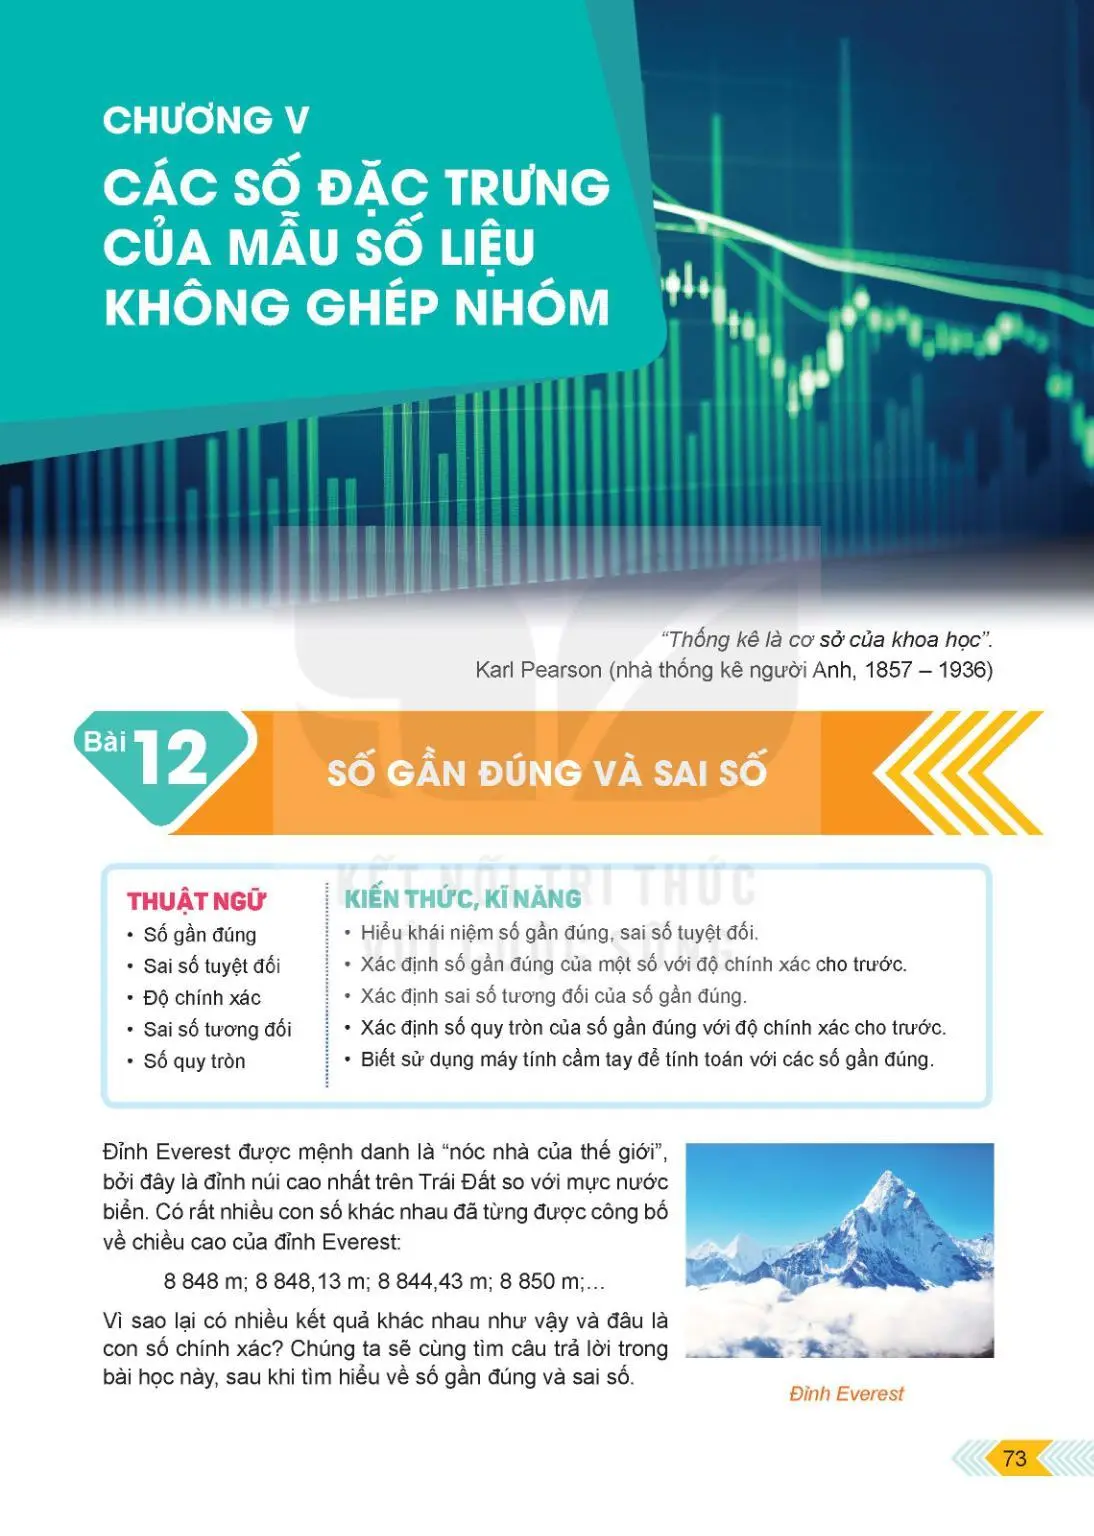 CHƯƠNG V
CÁC SỐ ĐẶC TRƯNG
CỦA MẪU SỐ LIỆU
KHÔNG GHÉP NHÓM
“Thống kê là cơ sở của khoa học”.
Karl Pearson (nhà thống kê người Anh, 1857 – 1936)
Bài 12
SỐ GẦN ĐÚNG VÀ SAI SỐ
KẾT NỐI TRI THỨC
VỚI CUỘC SỐNG
THUẬT NGỮ
• Số gần đúng
• Sai số tuyệt đối
• Độ chính xác
• Sai số tương đối
• Số quy tròn
KIẾN THỨC, KĨ NĂNG
• Hiểu khái niệm số gần đúng, sai số tuyệt đối.
• Xác định số gần đúng của một số với độ chính xác cho trước.
• Xác định sai số tương đối của số gần đúng.
• Xác định số quy tròn của số gần đúng với độ chính xác cho trước.
• Biết sử dụng máy tính cầm tay để tính toán với các số gần đúng.
Đỉnh Everest được mệnh danh là “nóc nhà của thế giới”,
bởi đây là đỉnh núi cao nhất trên Trái Đất so với mực nước
biển. Có rất nhiều con số khác nhau đã từng được công bố
về chiều cao của đỉnh Everest:
8 848 m; 8 848,13 m; 8 844,43 m; 8 850 m;...
Vì sao lại có nhiều kết quả khác nhau như vậy và đâu là
con số chính xác? Chúng ta sẽ cùng tìm câu trả lời trong
bài học này, sau khi tìm hiểu về số gần đúng và sai số.
Đỉnh Everest
73